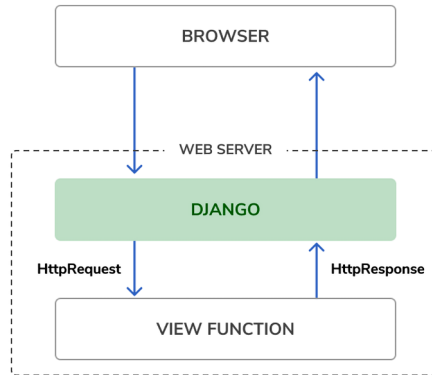 BROWSER
WEB SERVER
DJANGO
HttpRequest
HttpResponse
VIEW FUNCTION